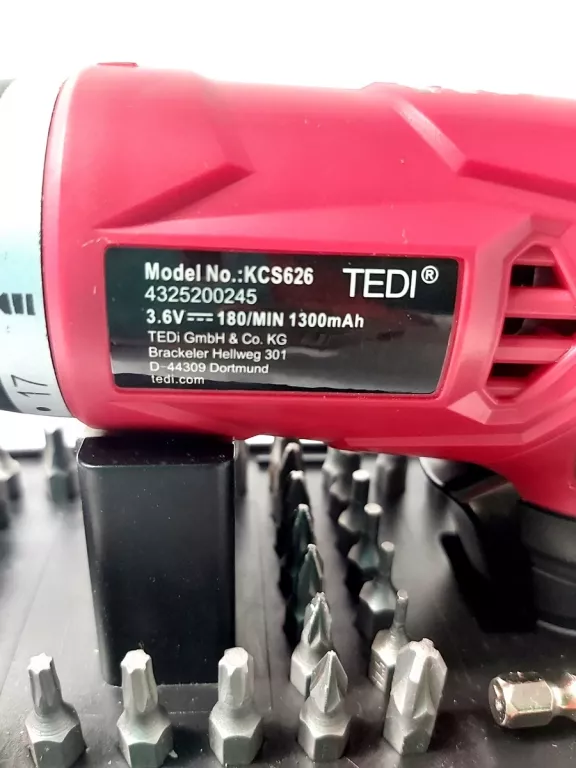 Model No.:KCS626
TEDI®
4325200245
3.6V⎓ 180/MIN 1300mAh
TEDi GmbH & Co. KG
Brackeler Hellweg 301
D-44309 Dortmund
tedi.com
• 17